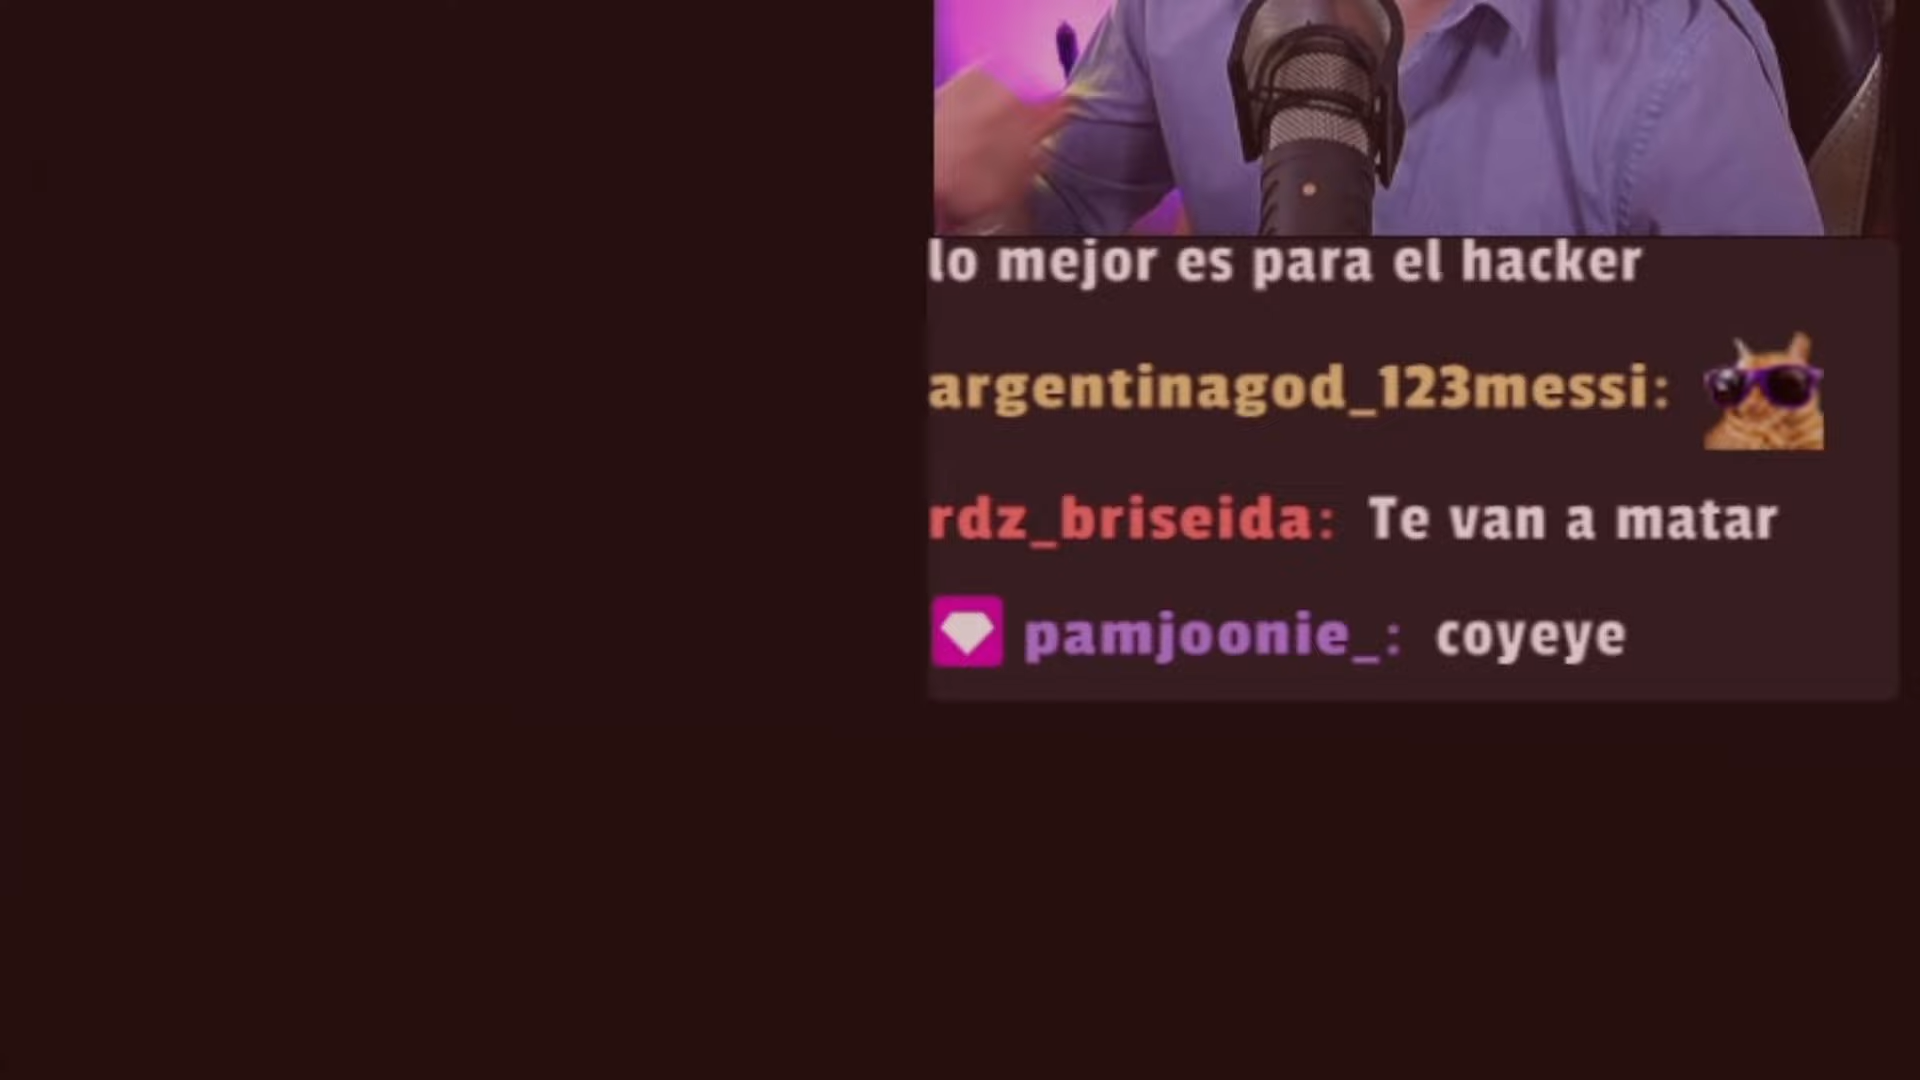 lo mejor es para el hacker
argentinagod_123messi:
rdz_briseida: Te van a matar
pamjoonie_: coyeye